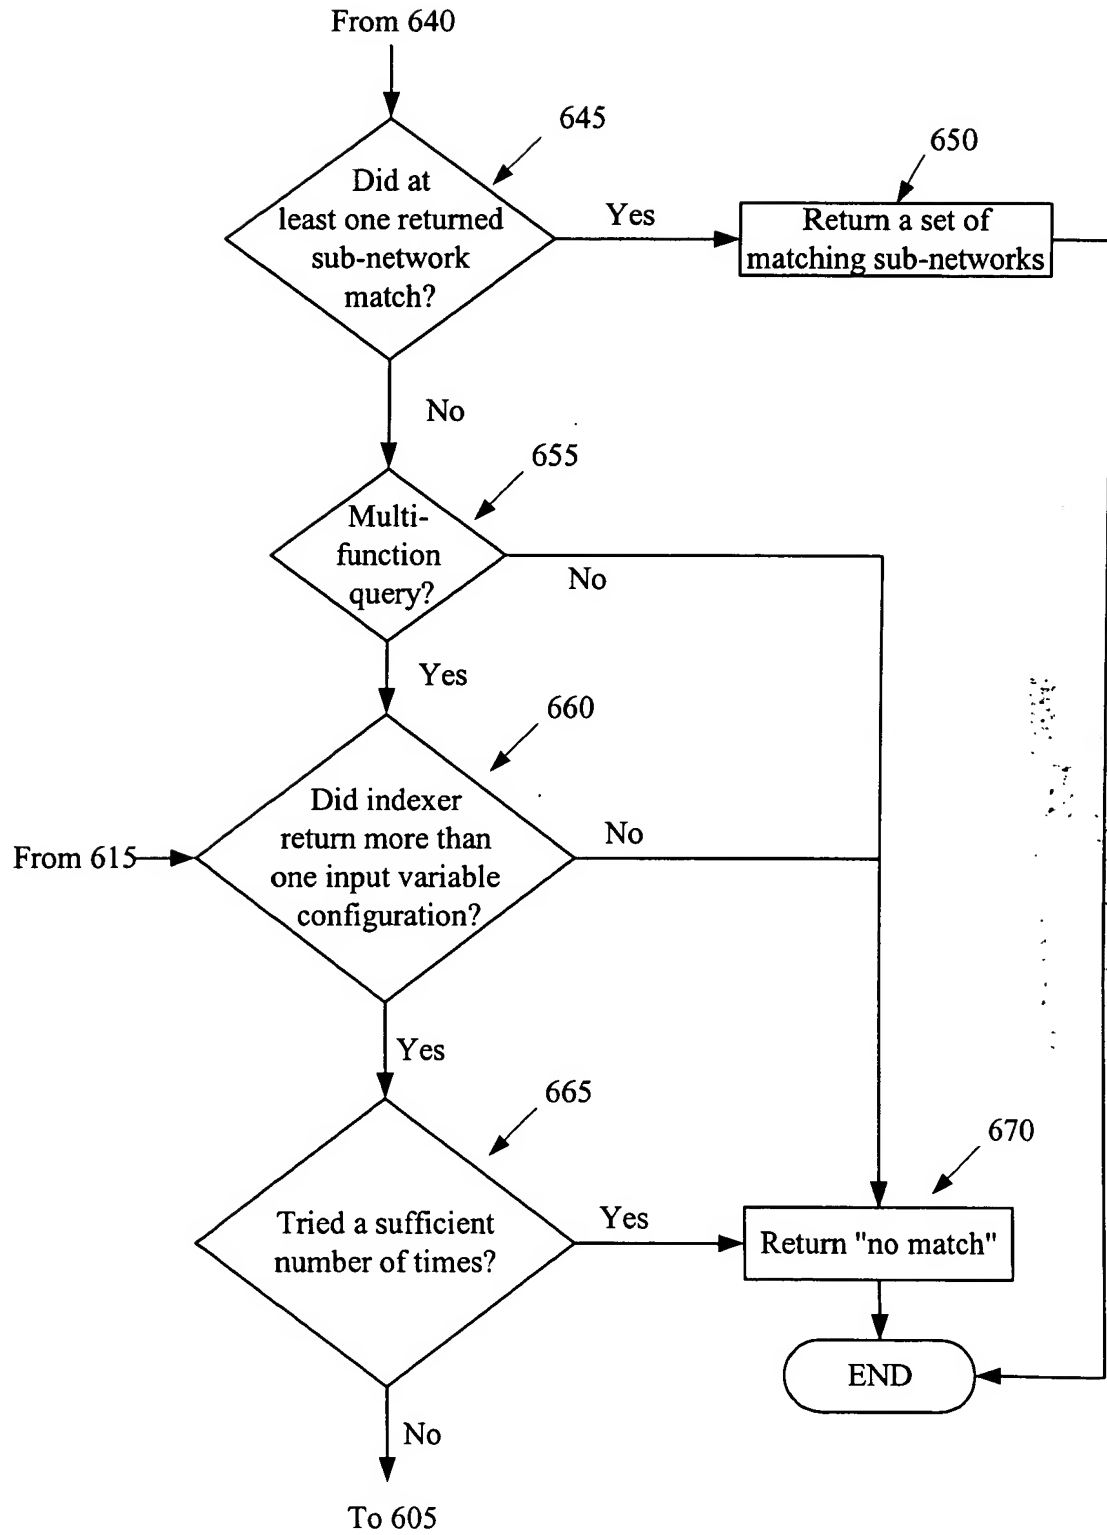 From 640
645
Did at
least one returned
sub-network
match?
Yes
650
Return a set of
matching sub-networks
No
655
Multi-
function
query?
No
Yes
660
Did indexer
return more than
one input variable
configuration?
No
From 615
Yes
665
Tried a sufficient
number of times?
Yes
670
Return "no match"
END
No
To 605